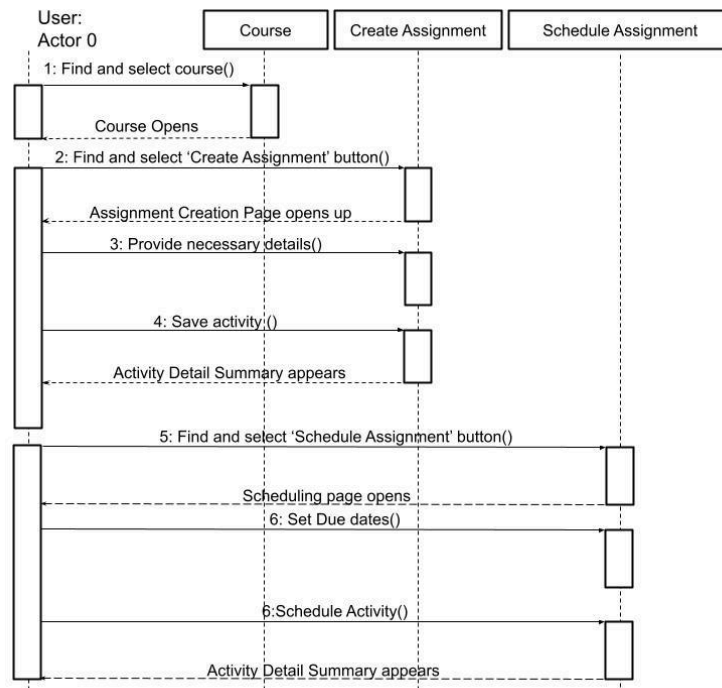 User:
Actor 0
Course
Create Assignment
Schedule Assignment
1: Find and select course()
Course Opens
2: Find and select ‘Create Assignment’ button()
Assignment Creation Page opens up
3: Provide necessary details()
4: Save activity ()
Activity Detail Summary appears
5: Find and select ‘Schedule Assignment’ button()
Scheduling page opens
6: Set Due dates()
6:Schedule Activity()
Activity Detail Summary appears